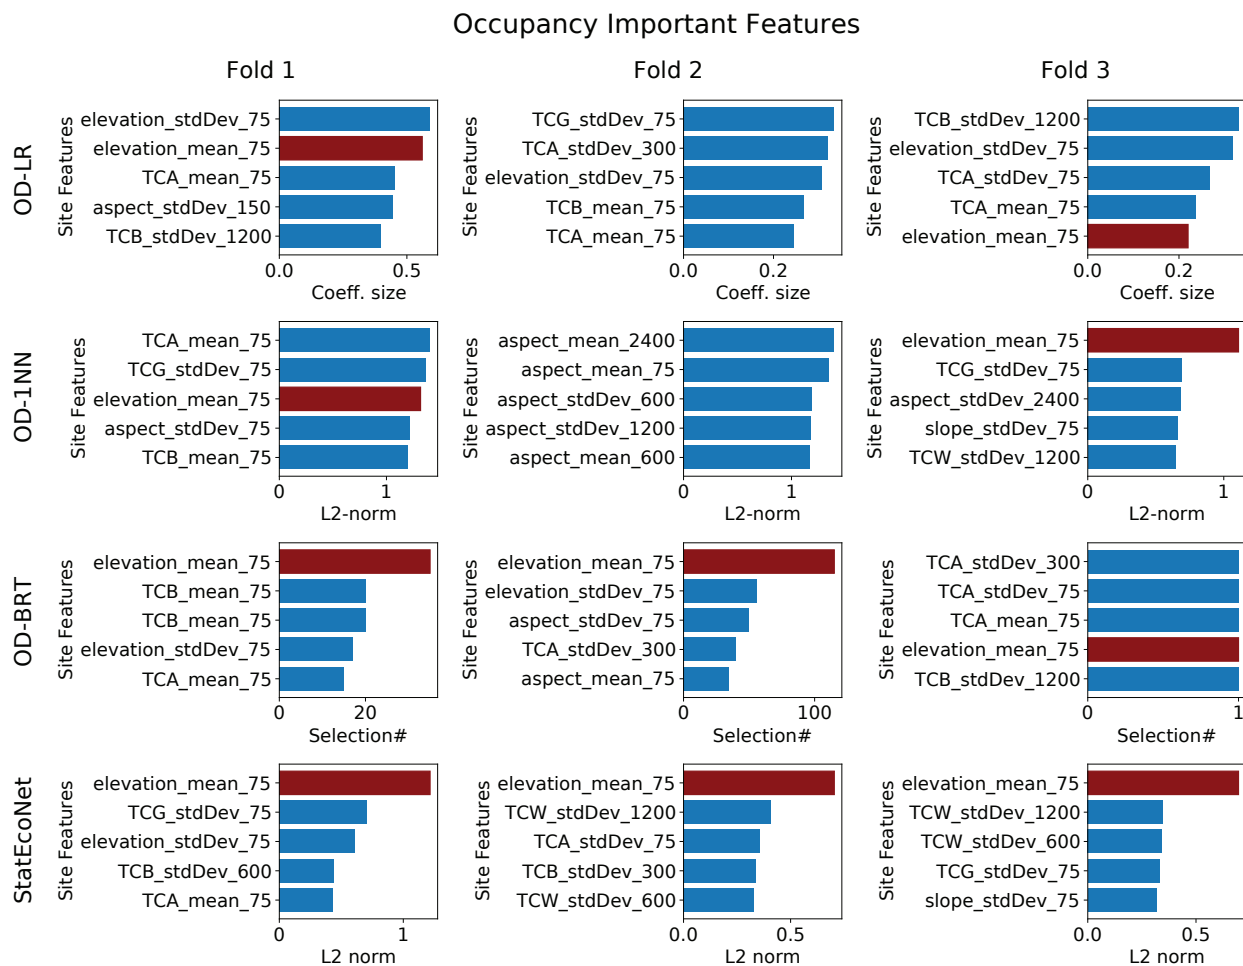 Occupancy Important Features
Fold 1
Fold 2
Fold 3
OD-LR
Site Features
elevation_stdDev_75
elevation_mean_75
TCA_mean_75
aspect_stdDev_150
TCB_stdDev_1200
0.0 0.5
Coeff. size
Site Features
TCG_stdDev_75
TCA_stdDev_300
elevation_stdDev_75
TCB_mean_75
TCA_mean_75
0.0 0.2
Coeff. size
Site Features
TCB_stdDev_1200
elevation_stdDev_75
TCA_stdDev_75
TCA_mean_75
elevation_mean_75
0.0 0.2
Coeff. size
OD-1NN
Site Features
TCA_mean_75
TCG_stdDev_75
elevation_mean_75
aspect_stdDev_75
TCB_mean_75
0 1
L2-norm
Site Features
aspect_mean_2400
aspect_mean_75
aspect_stdDev_600
aspect_stdDev_1200
aspect_mean_600
0 1
L2-norm
Site Features
elevation_mean_75
TCG_stdDev_75
aspect_stdDev_2400
slope_stdDev_75
TCW_stdDev_1200
0 1
L2-norm
OD-BRT
Site Features
elevation_mean_75
TCB_mean_75
TCB_mean_75
elevation_stdDev_75
TCA_mean_75
0 20
Selection#
Site Features
elevation_mean_75
elevation_stdDev_75
aspect_stdDev_75
TCA_stdDev_300
aspect_mean_75
0 100
Selection#
Site Features
TCA_stdDev_300
TCA_stdDev_75
TCA_mean_75
elevation_mean_75
TCB_stdDev_1200
0 1
Selection#
StatEcoNet
Site Features
elevation_mean_75
TCG_stdDev_75
elevation_stdDev_75
TCB_stdDev_600
TCA_mean_75
0 1
L2 norm
Site Features
elevation_mean_75
TCW_stdDev_1200
TCA_stdDev_75
TCB_stdDev_300
TCW_stdDev_600
0.0 0.5
L2 norm
Site Features
elevation_mean_75
TCW_stdDev_1200
TCW_stdDev_600
TCG_stdDev_75
slope_stdDev_75
0.0 0.5
L2 norm